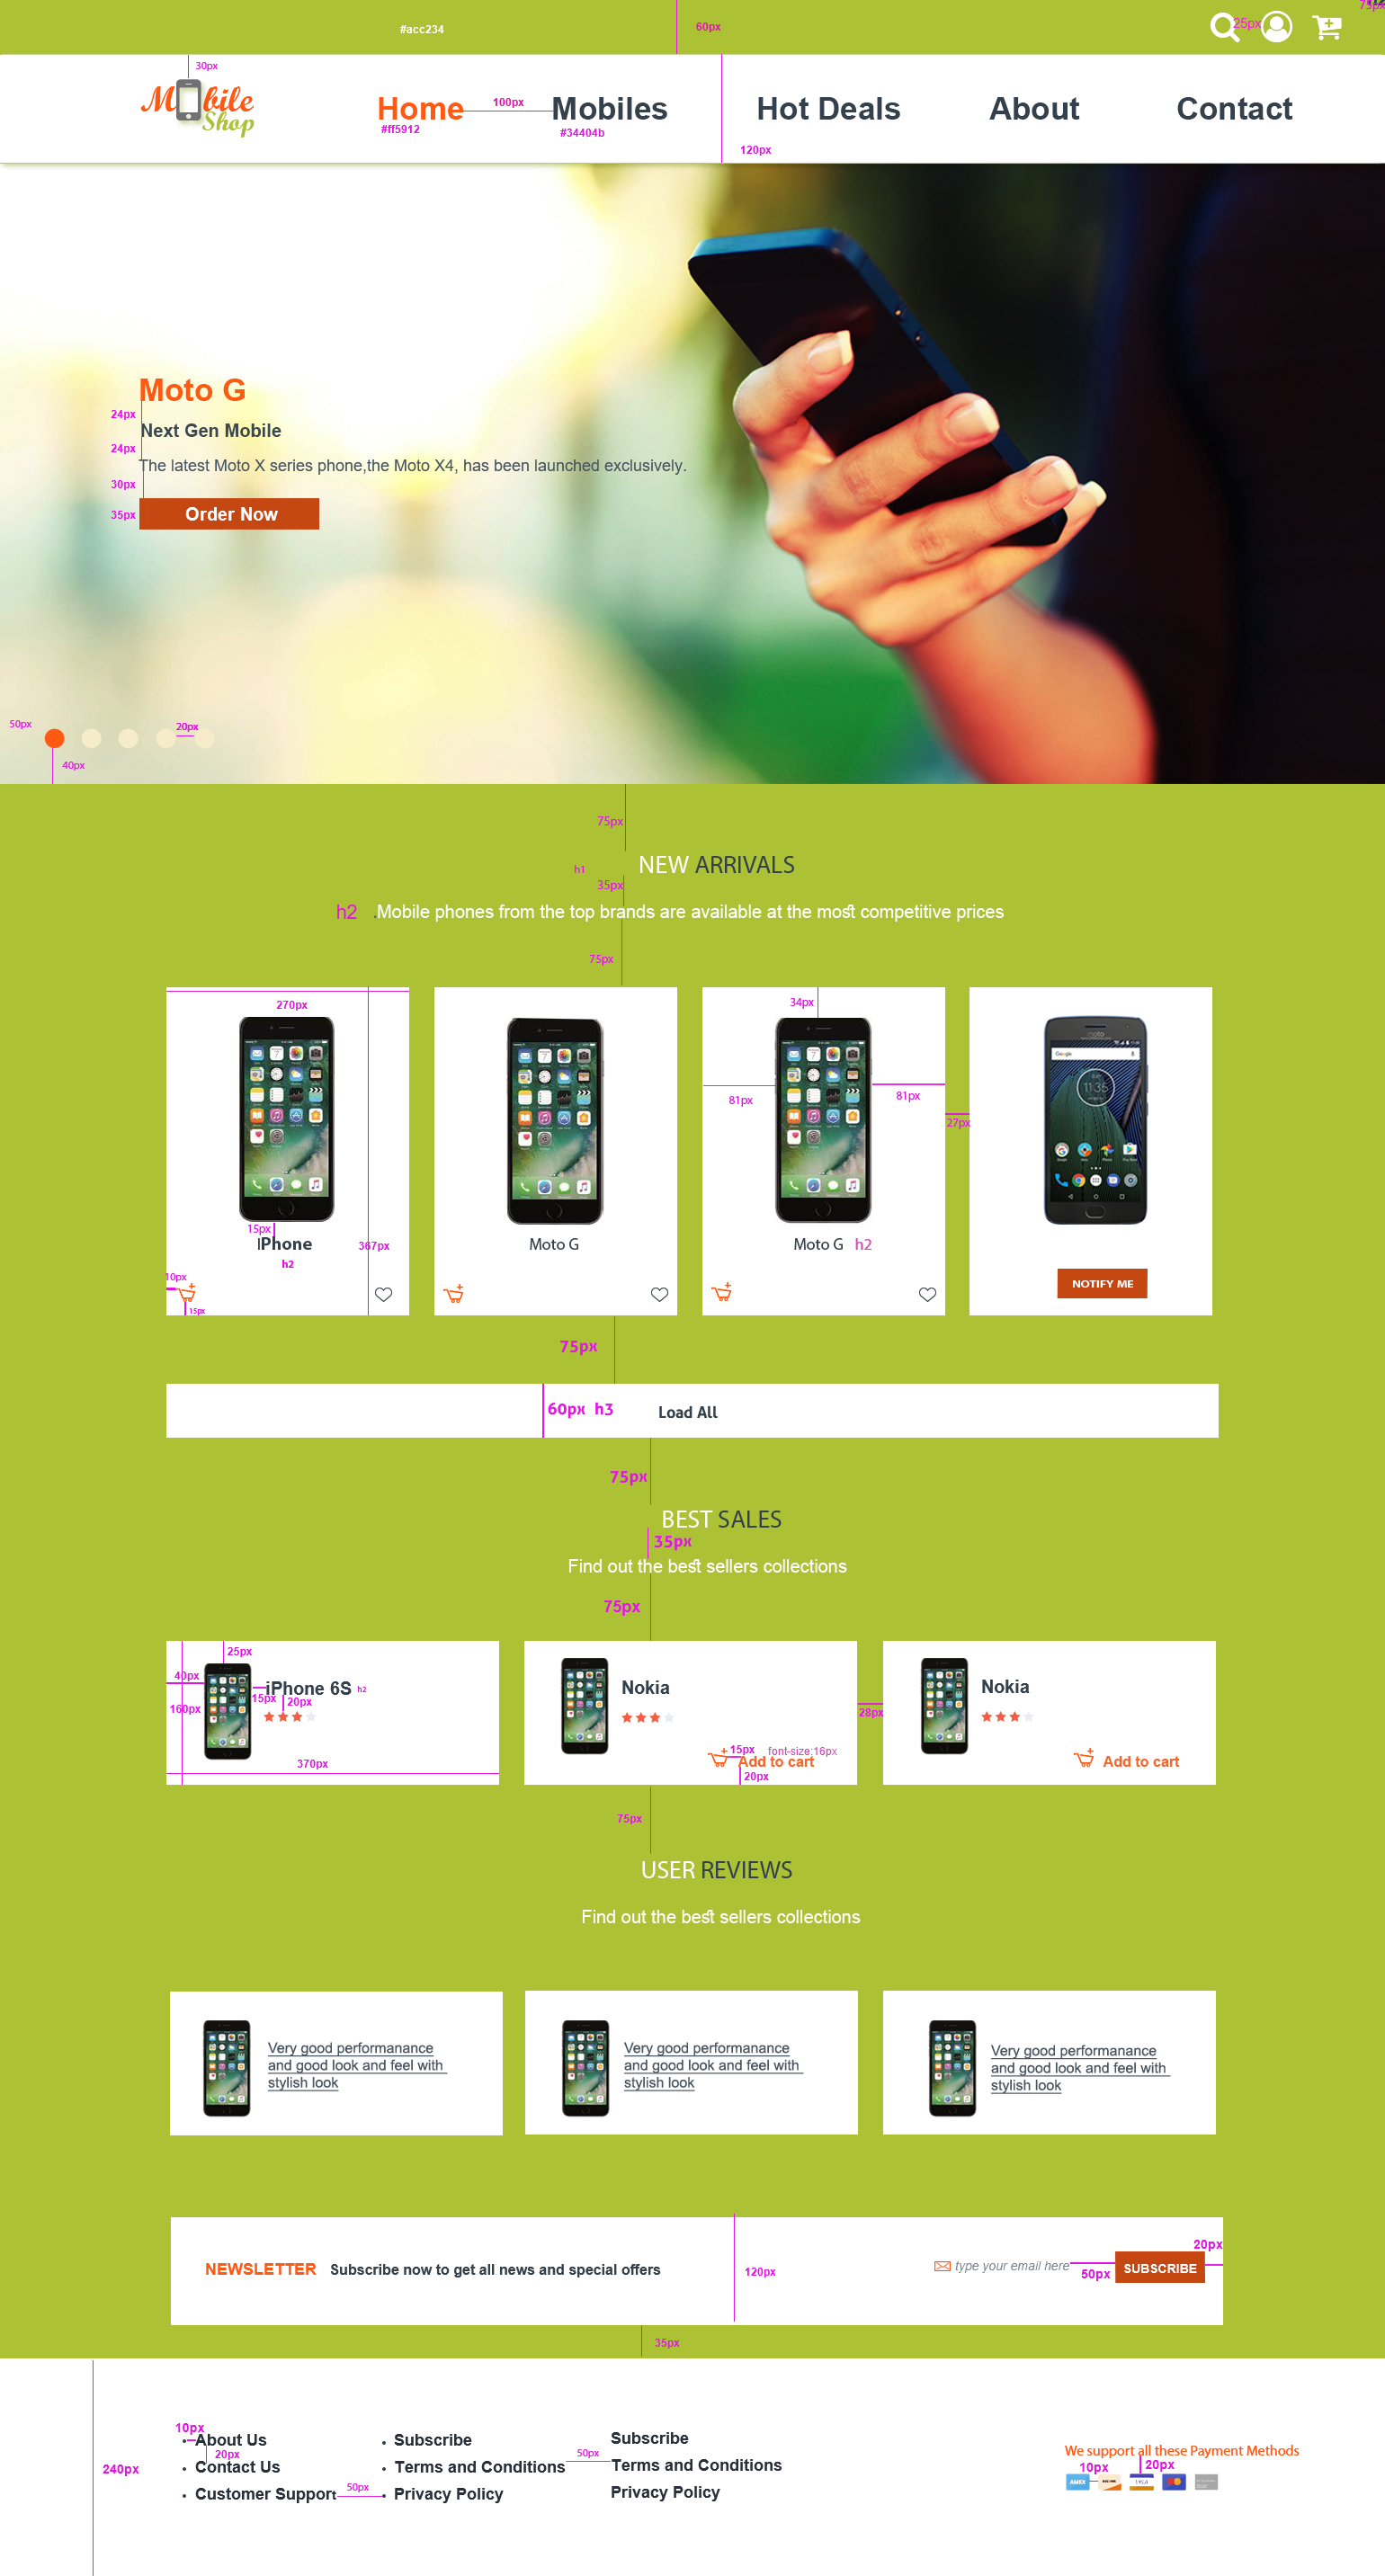 #acc234
60px
25px
75px
30px
Mobile
Shop
Home
100px
Mobiles
Hot Deals
About
Contact
#ff5912
#34404b
120px
Moto G
24px
Next Gen Mobile
24px
The latest Moto X series phone,the Moto X4, has been launched exclusively.
30px
35px
Order Now
50px
20px
40px
75px
NEW ARRIVALS
h1
35px
h2
.Mobile phones from the top brands are available at the most competitive prices
75px
270px
34px
81px
81px
27px
15px
IPhone
367px
h2
Moto G
Moto G
h2
10px
15px
NOTIFY ME
75px
60px h3
Load All
75px
BEST SALES
35px
Find out the best sellers collections
75px
25px
40px
iPhone 6S
h2
15px
20px
160px
370px
Nokia
28px
15px
font-size:16px
Add to cart
20px
Nokia
Add to cart
75px
USER REVIEWS
Find out the best sellers collections
Very good performanance
and good look and feel with
stylish look
Very good performanance
and good look and feel with
stylish look
Very good performanance
and good look and feel with
stylish look
NEWSLETTER
Subscribe now to get all news and special offers
120px
type your email here
50px
SUBSCRIBE
20px
35px
240px
10px
About Us
20px
Contact Us
Customer Support
50px
Subscribe
Terms and Conditions
Privacy Policy
50px
Subscribe
Terms and Conditions
Privacy Policy
We support all these Payment Methods
10px
20px
AMEX
VISA